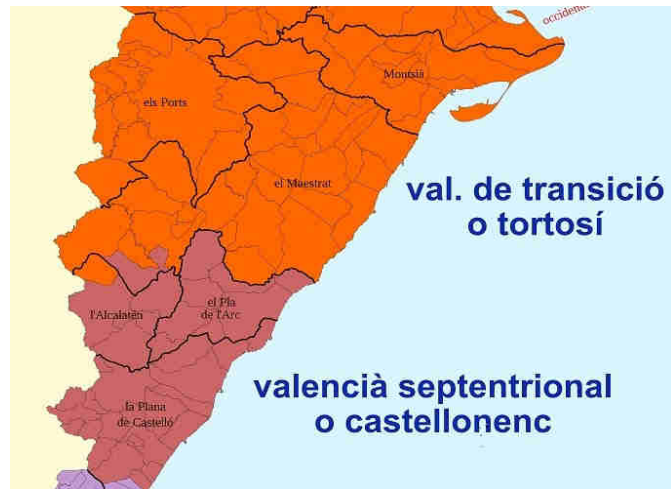 occidental
Montsià
els Ports
el Maestrat
val. de transició
o tortosí
el Pla
de l'Arc
l'Alcalatén
valencià septentrional
o castellonenc
la Plana
de Castelló